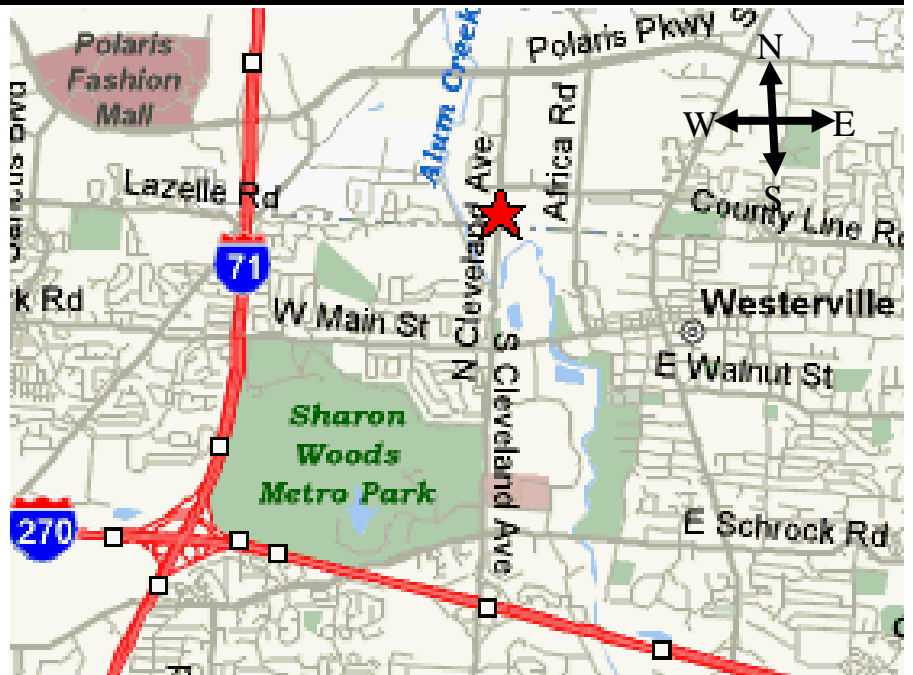 Polaris
Fashion
Mall
Alum Creek
Polaris Pkwy
S
N
W
E
S
Africa Rd
N Cleveland Ave
Lazelle Rd
County Line Rd
71
k Rd
W Main St
Westerville
E Walnut St
S Cleveland Ave
Sharon
Woods
Metro Park
270
E Schrock Rd